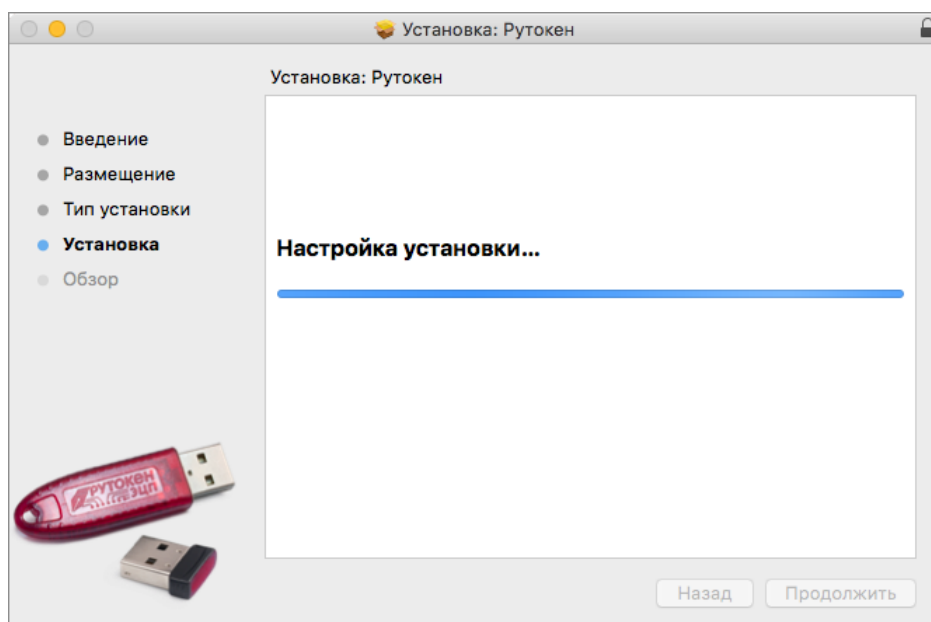 Установка: Рутокен
Установка: Рутокен
Введение
Размещение
Тип установки
Установка
Обзор
Настройка установки...
РУТОКЕН
ЭЦП
Назад
Продолжить